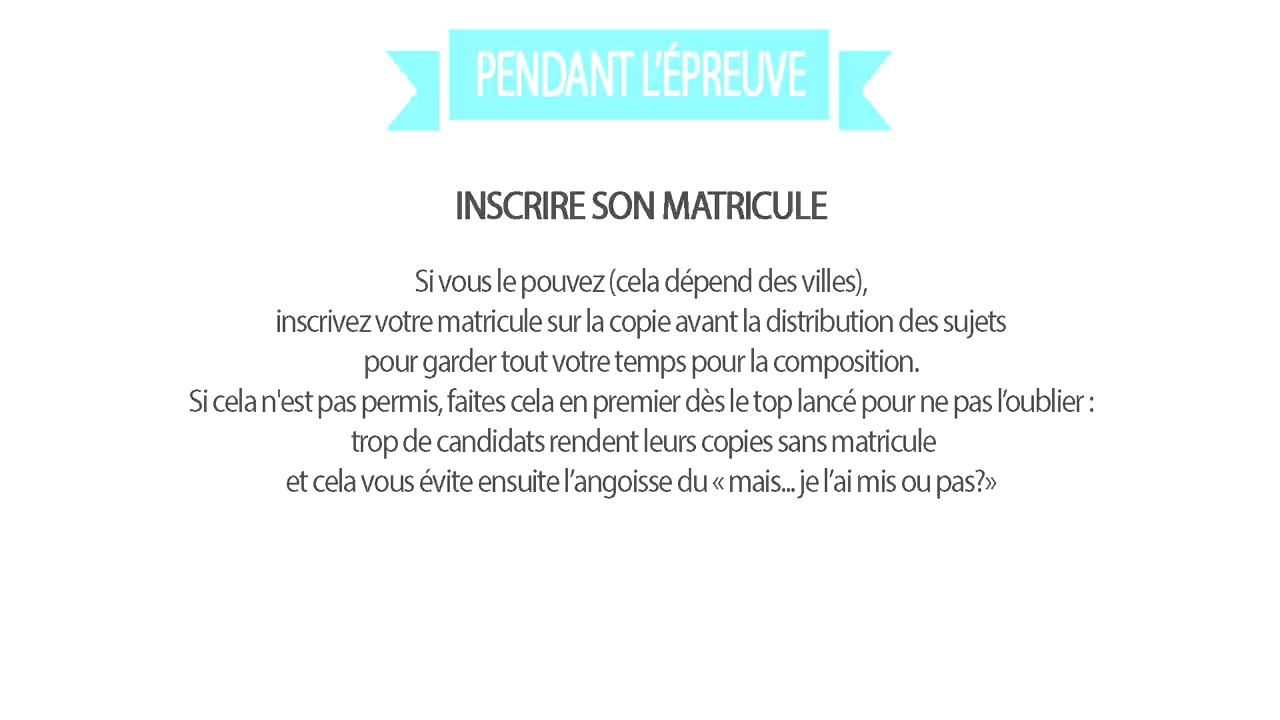 PENDANT L’ÉPREUVE
INSCRIRE SON MATRICULE
Si vous le pouvez (cela dépend des villes),
inscrivez votre matricule sur la copie avant la distribution des sujets
pour garder tout votre temps pour la composition.
Si cela n'est pas permis, faites cela en premier dès le top lancé pour ne pas l’oublier :
trop de candidats rendent leurs copies sans matricule
et cela vous évite ensuite l’angoisse du « mais... je l’ai mis ou pas?»